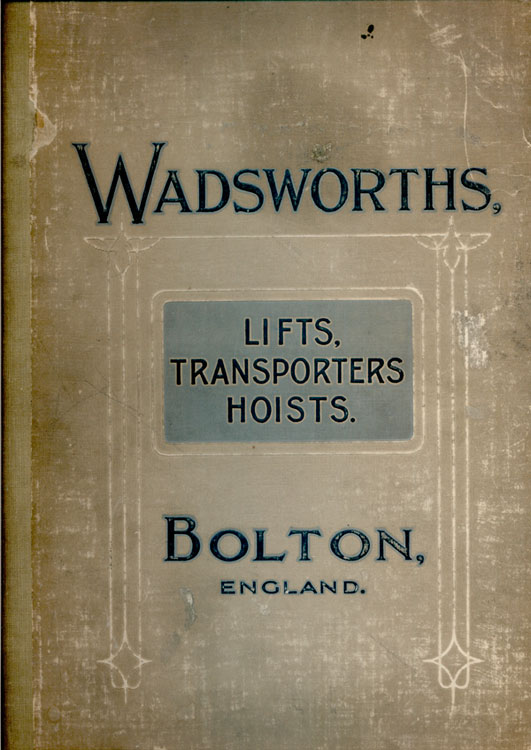 WADSWORTHS,
LIFTS,
TRANSPORTERS
HOISTS.
BOLTON,
ENGLAND.